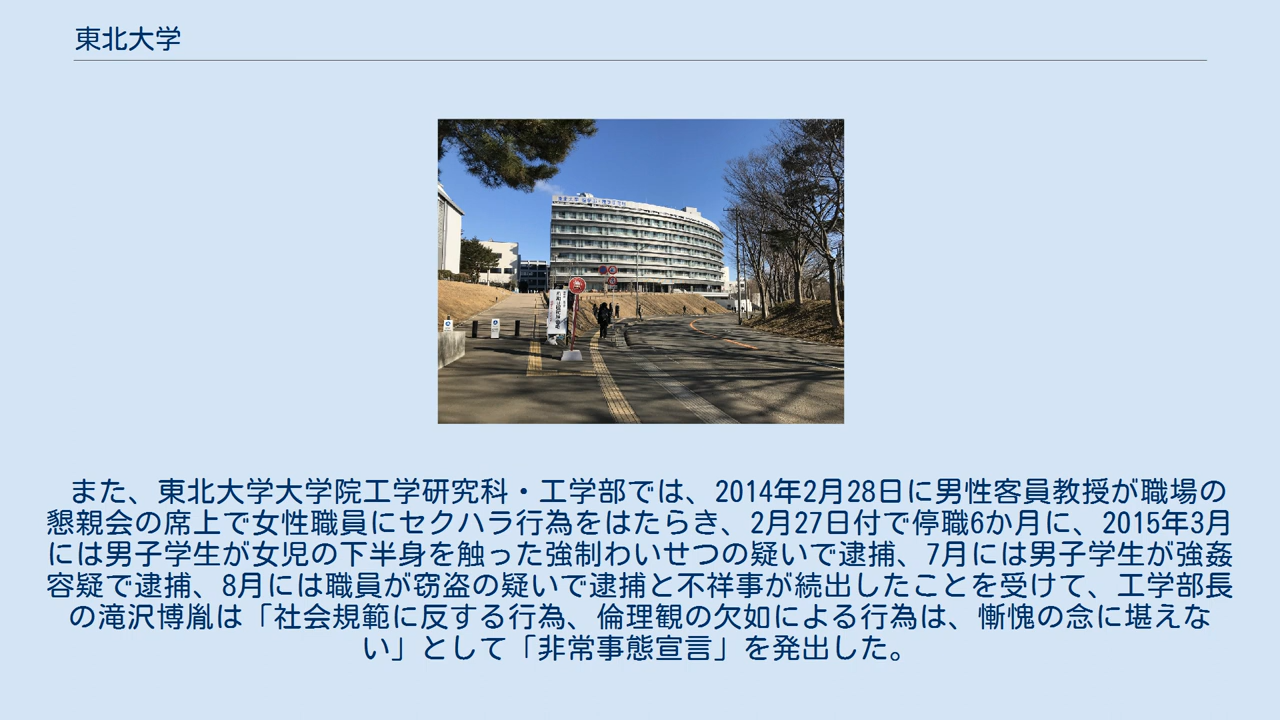 東北大学
また、東北大学大学院工学研究科・工学部では、2014年2月28日に男性客員教授が職場の
懇親会の席上で女性職員にセクハラ行為をはたらき、2月27日付で停職6か月に、2015年3月
には男子学生が女児の下半身を触った強制わいせつの疑いで逮捕、7月には男子学生が強姦
容疑で逮捕、8月には職員が窃盗の疑いで逮捕と不祥事が続出したことを受けて、工学部長
の滝沢博胤は「社会規範に反する行為、倫理観の欠如による行為は、慚愧の念に堪えな
い」として「非常事態宣言」を発出した。